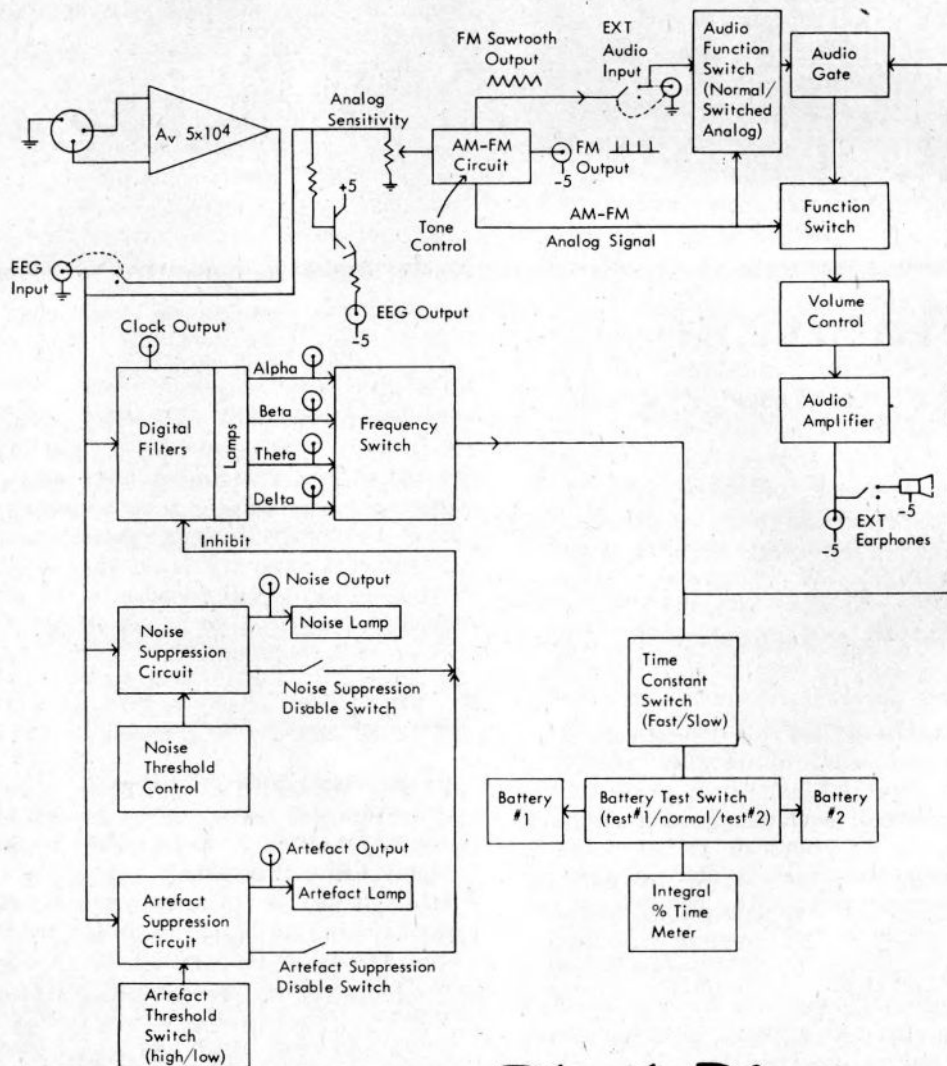 FM Sawtooth
Output
EXT
Audio
Input
Audio
Function
Switch
(Normal/
Switched
Analog)
Audio
Gate
Av 5x10⁴
Analog
Sensitivity
AM-FM
Circuit
FM
Output
-5
+5
Tone
Control
AM-FM
Analog Signal
Function
Switch
EEG
Input
EEG Output
-5
Volume
Control
Clock Output
Audio
Amplifier
Digital
Filters
Lamps
Alpha
Beta
Theta
Delta
Frequency
Switch
-5
-5
EXT
Earphones
Inhibit
Noise Output
Noise Lamp
Noise
Suppression
Circuit
Noise Suppression
Disable Switch
Time
Constant
Switch
(Fast/Slow)
Noise
Threshold
Control
Battery
#1
Battery Test Switch
(test#1/normal/test#2)
Battery
#2
Artefact Output
Artefact Lamp
Artefact
Suppression
Circuit
Integral
% Time
Meter
Artefact Suppression
Disable Switch
Artefact
Threshold
Switch
(high/low)